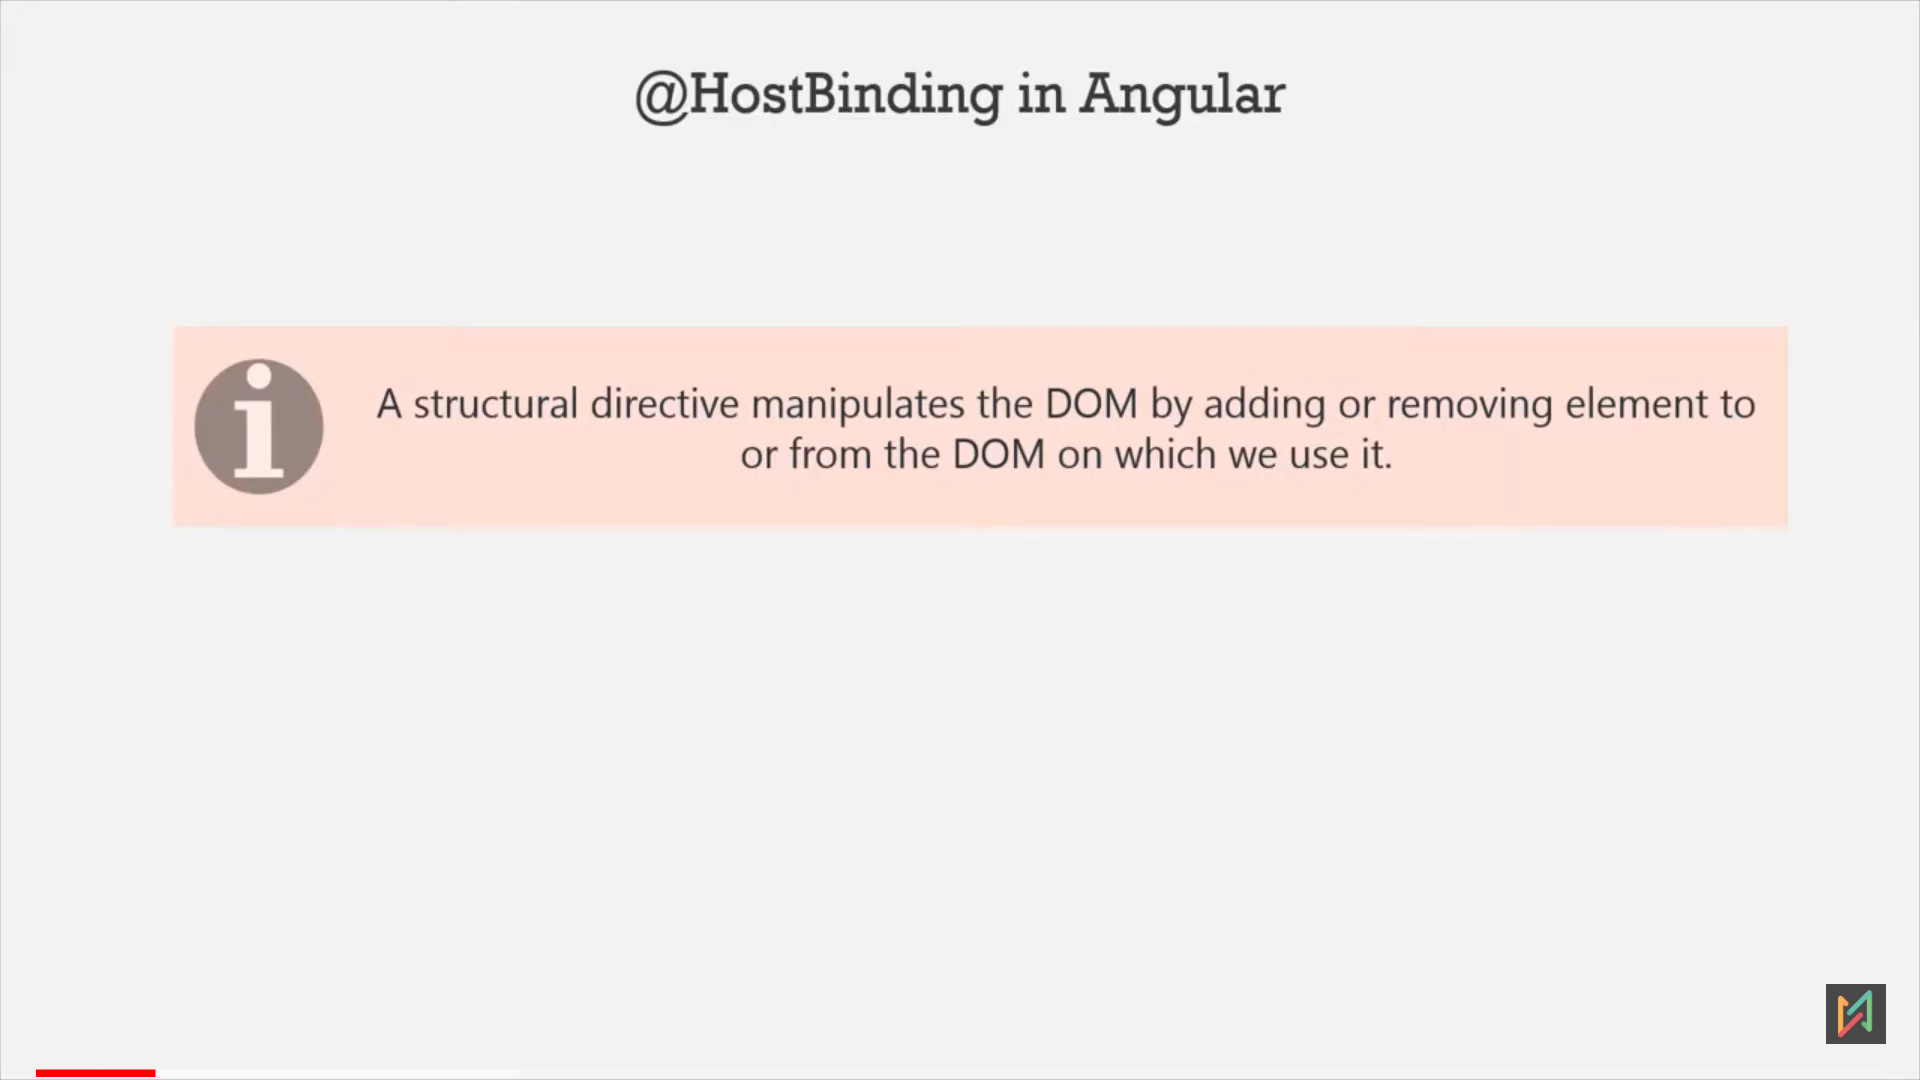 @HostBinding in Angular
A structural directive manipulates the DOM by adding or removing element to
or from the DOM on which we use it.